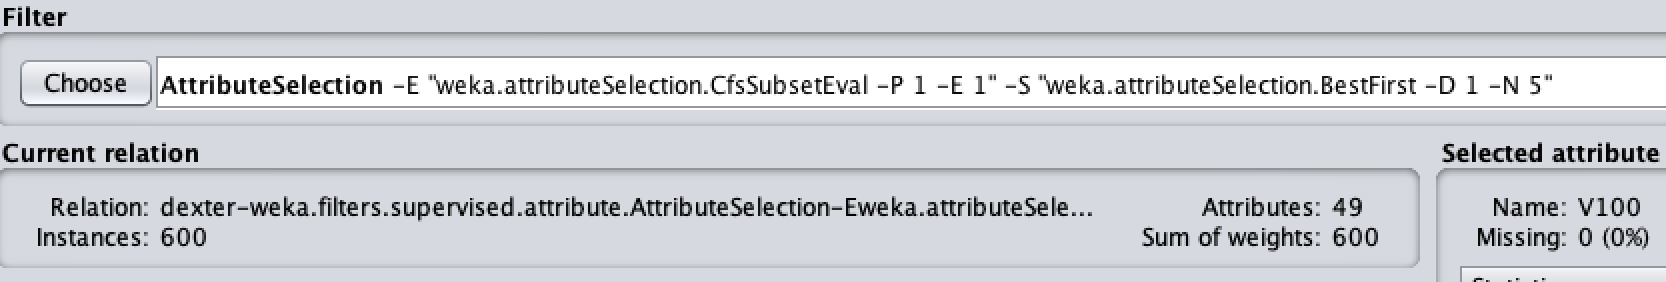 Filter
Choose AttributeSelection -E "weka.attributeSelection.CfsSubsetEval -P 1 -E 1" -S "weka.attributeSelection.BestFirst -D 1 -N 5"
Current relation
Relation: dexter-weka.filters.supervised.attribute.AttributeSelection-Eweka.attributeSele... Attributes: 49
Instances: 600 Sum of weights: 600
Selected attribute
Name: V100
Missing: 0 (0%)